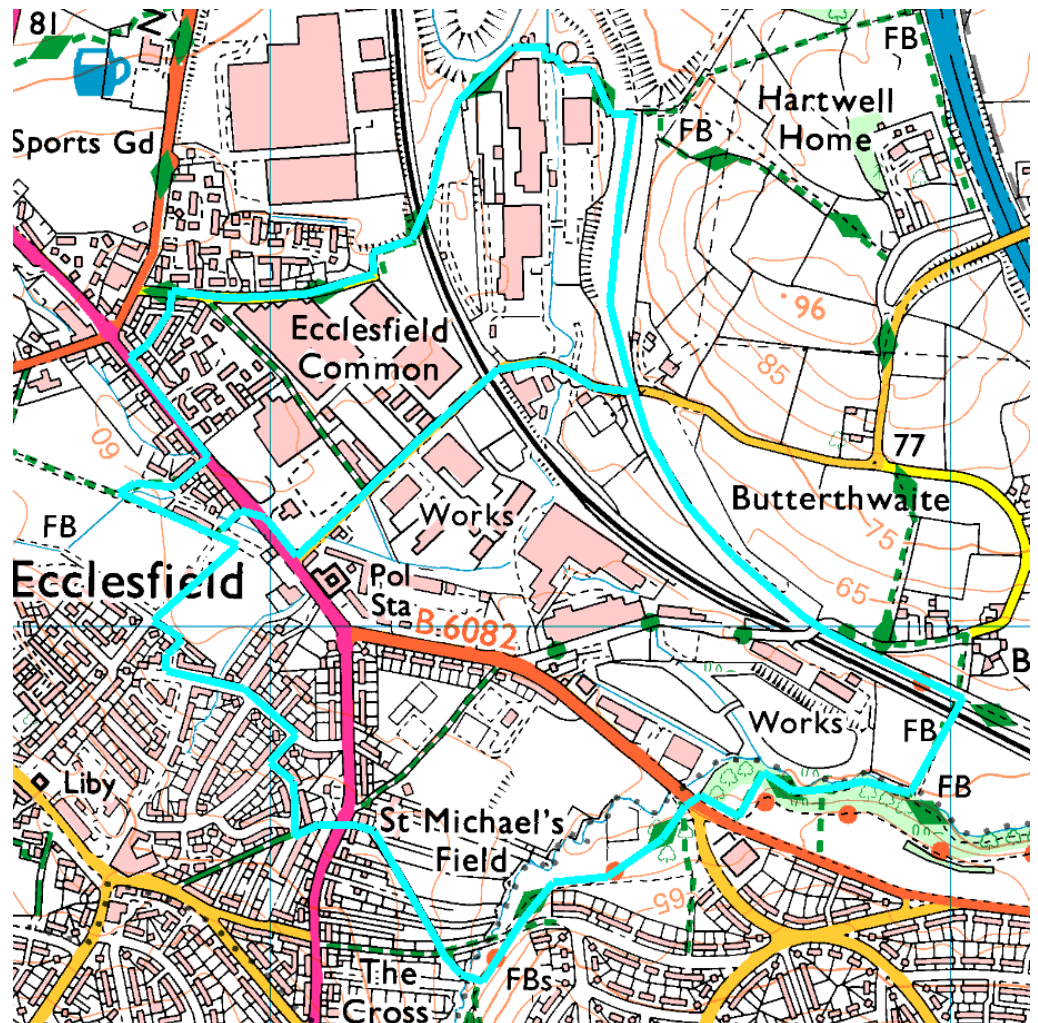 81
N
FB
Sports Gd
Hartwell
Home
FB
96
85
Ecclesfield
Common
60
77
Butterthwaite
75
65
Works
FB
Ecclesfield
Pol
Sta
B 6082
B
Works
FB
FB
Liby
St Michael's
Field
65
FBs
The
Cross